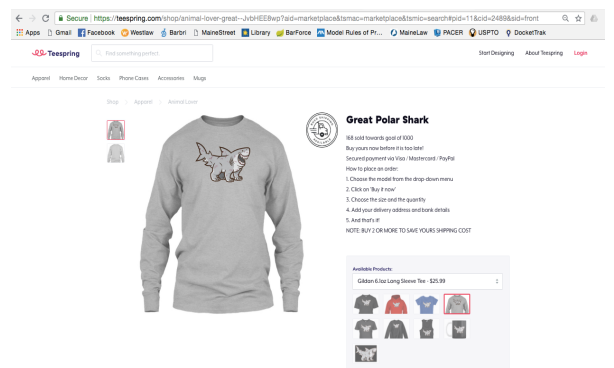 Secure https://teespring.com/shop/animal-lover-great--JvbHEE8wp?aid=marketplace&tsmac=marketplace&tsmic=search#pid=11&cid=2489&sid=front
Apps Gmail Facebook Westlaw Barbri MaineStreet Library BarForce Model Rules of Pr... MaineLaw PACER USPTO DocketTrak
Teespring Find something perfect. Start Designing About Teespring Login
Apparel Home Decor Socks Phone Cases Accessories Mugs
Shop Apparel Animal Love
Great Polar Shark
168 sold towards goal of 1000
Buy yours now before it is too late!
Secured payment via Visa / Mastercard / PayPal
How to place an order:
1. Choose the model from the drop-down menu
2. Click on 'Buy it now'
3. Choose the size and the quantity
4. Add your delivery address and bank details
5. And that's it!
NOTE: BUY 2 OR MORE TO SAVE YOURS SHIPPING COST
Available Products:
Gildan 6.1oz Long Sleeve Tee - $25.99